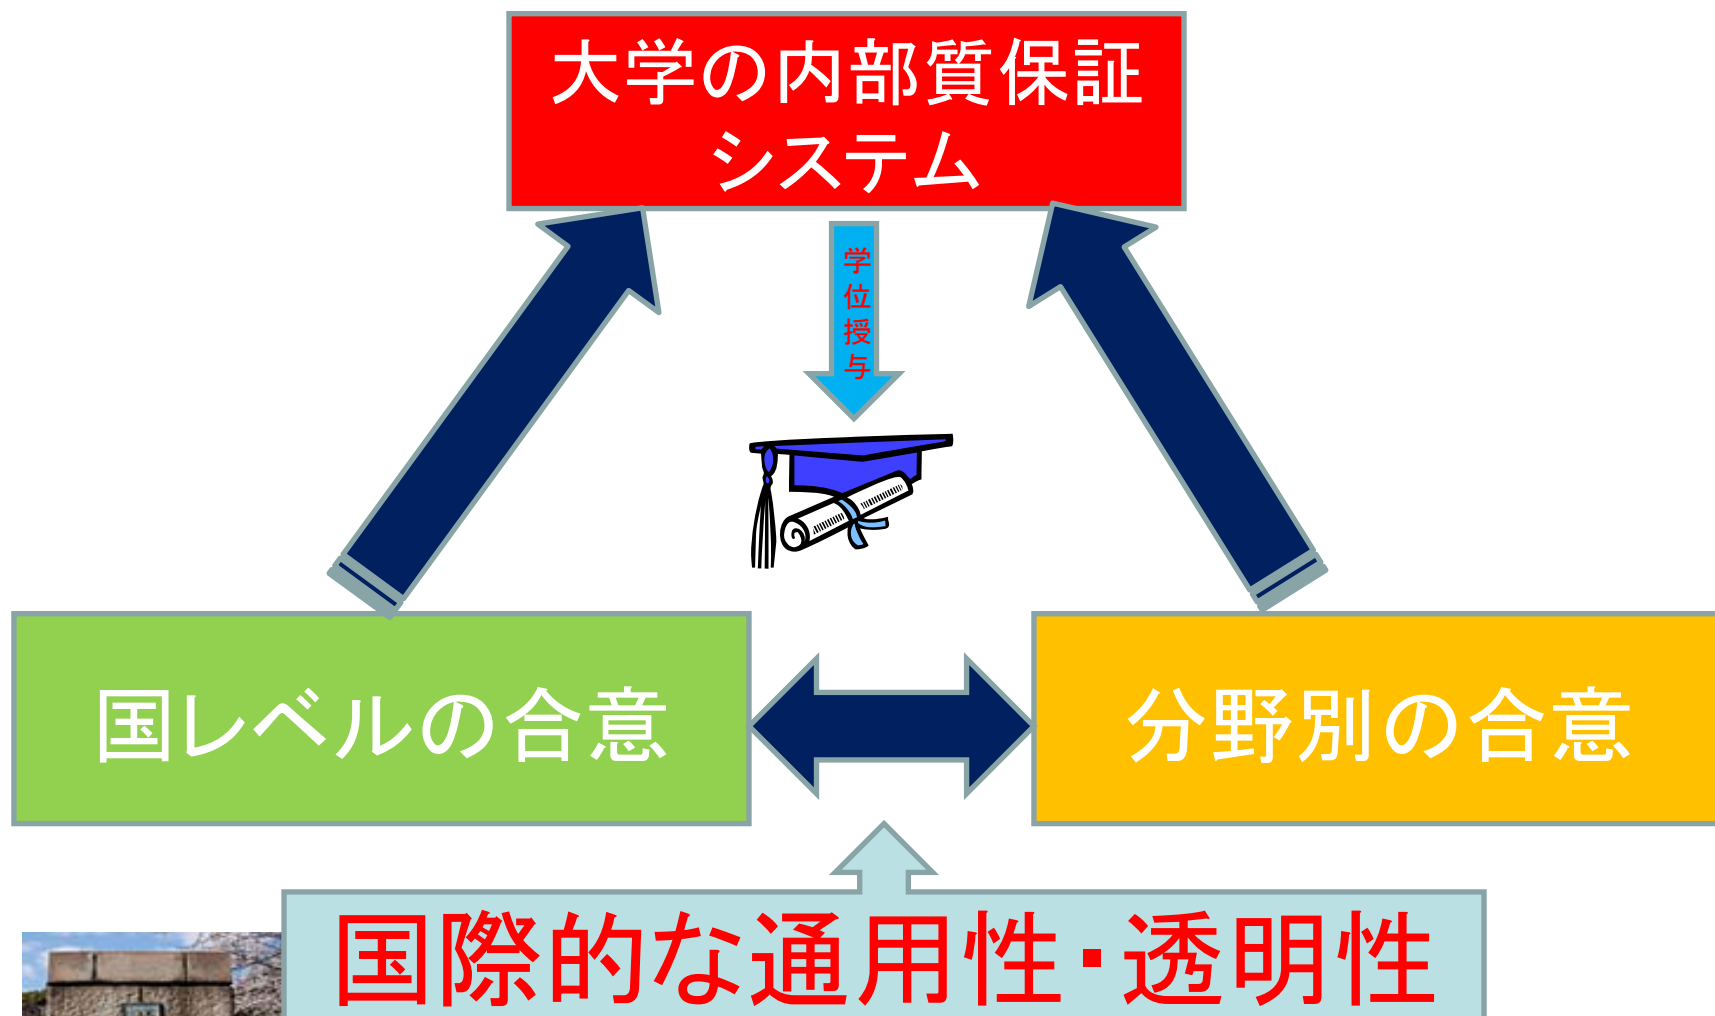 大学の内部質保証
システム
学位授与
国レベルの合意
分野別の合意
国際的な通用性・透明性